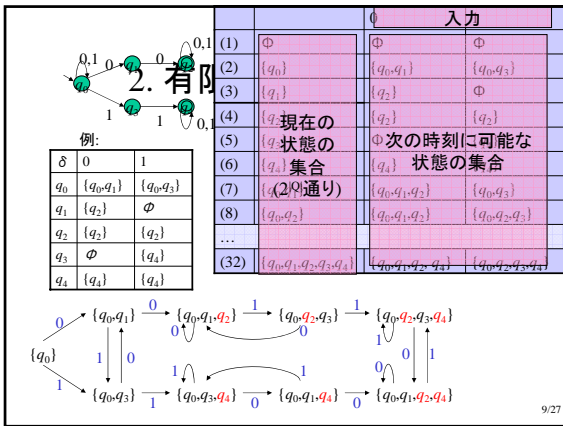 0 入力
0,1 0 q 0 0,1
q0
2. 有限
1 q3 1 0,1
(1) Φ Φ Φ
(2) {q0} {q0,q1} {q0,q3}
(3) {q2} Φ
(4) {q2} {q2}
(5) Φ
(6) {q4}
(7) {q0,q1,q2} {q0,q3}
(8) {q0,q2} {q0,q1,q2} {q0,q2,q3}
…
(32) {q0,q1,q2,q3,q4} {q0,q1,q2,q4} {q0,q2,q3,q4}
現在の
状態の
集合
(2^Q通り)
次の時刻に可能な
状態の集合
例:
δ 0 1
q0 {q0,q1} {q0,q3}
q1 {q2} Φ
q2 {q2} {q2}
q3 Φ {q4}
q4 {q4} {q4}
{q0,q1} 0 {q0,q1,q2} 1 {q0,q2,q3} 1 {q0,q2,q3,q4}
0 0 0 1
{q0} 1 0 0 1
1 1 1 0
{q0,q3} 1 {q0,q3,q4} 0 {q0,q1,q4} 0 {q0,q1,q2,q4}
9/27